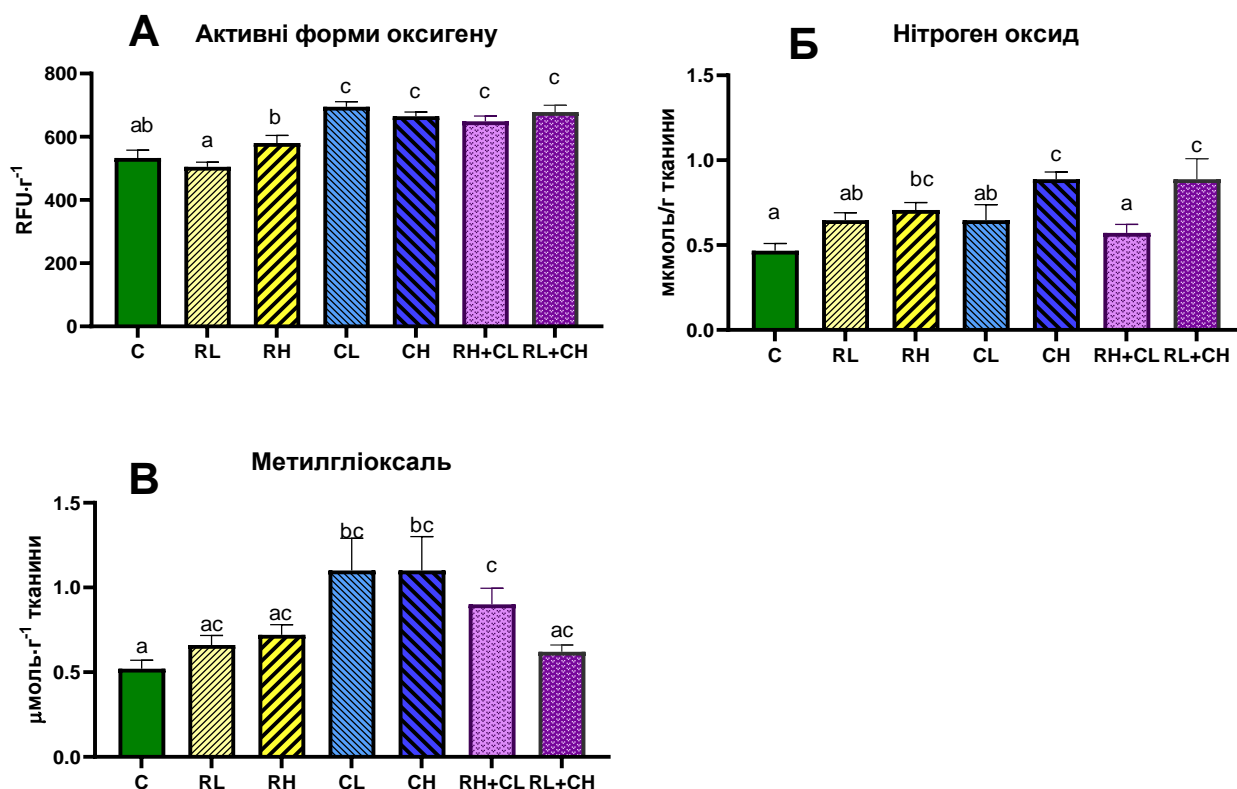 А Активні форми оксигену
RFU·г⁻¹
800
600
400
200
0
ab
a
b
c
c
c
c
C RL RH CL CH RH+CL RL+CH
Б Нітроген оксид
мкмоль/г тканини
1.5
1.0
0.5
0.0
a
ab
bc
ab
c
a
c
C RL RH CL CH RH+CL RL+CH
В Метилгліоксаль
µмоль·г⁻¹ тканини
1.5
1.0
0.5
0.0
a
ac
ac
bc
bc
c
ac
C RL RH CL CH RH+CL RL+CH